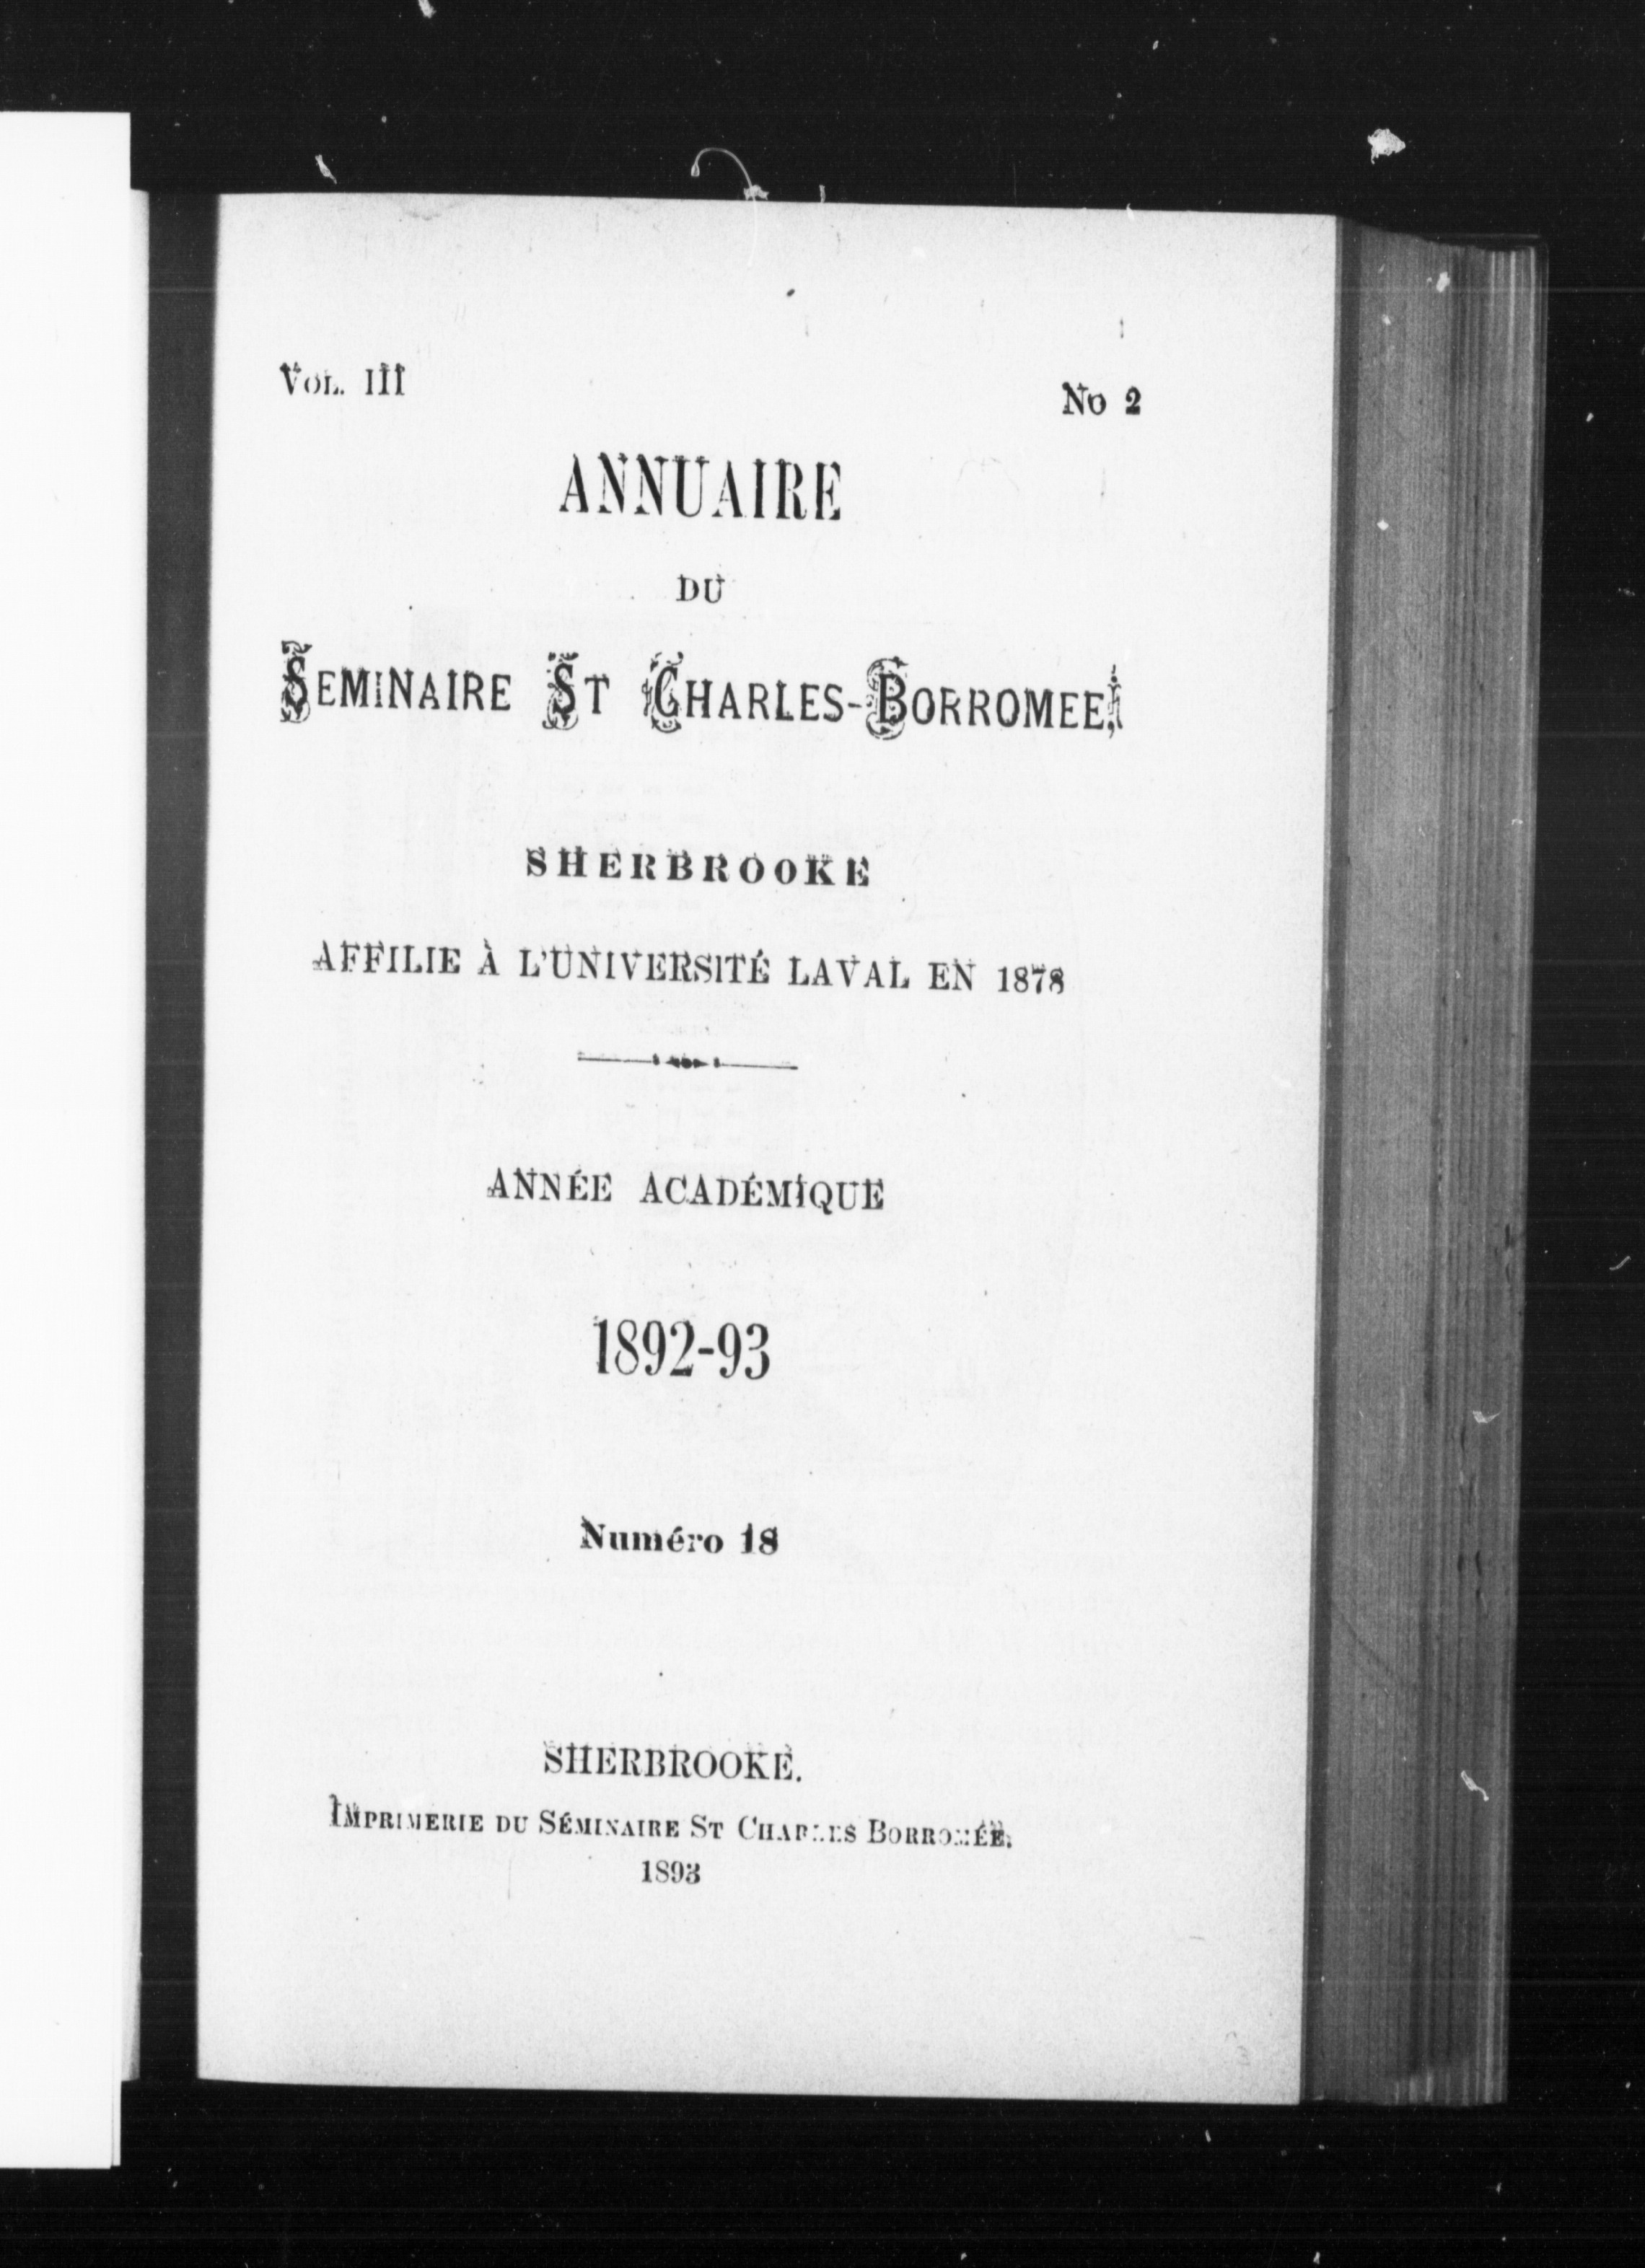 VOL. III
No 2
ANNUAIRE
DU
SEMINAIRE ST CHARLES-BORROMEE,
SHERBROOKE
AFFILIE À L'UNIVERSITÉ LAVAL EN 1878
ANNÉE ACADÉMIQUE
1892-93
Numéro 18
SHERBROOKE.
IMPRIMERIE DU SÉMINAIRE ST CHARLES BORROMÉE.
1893